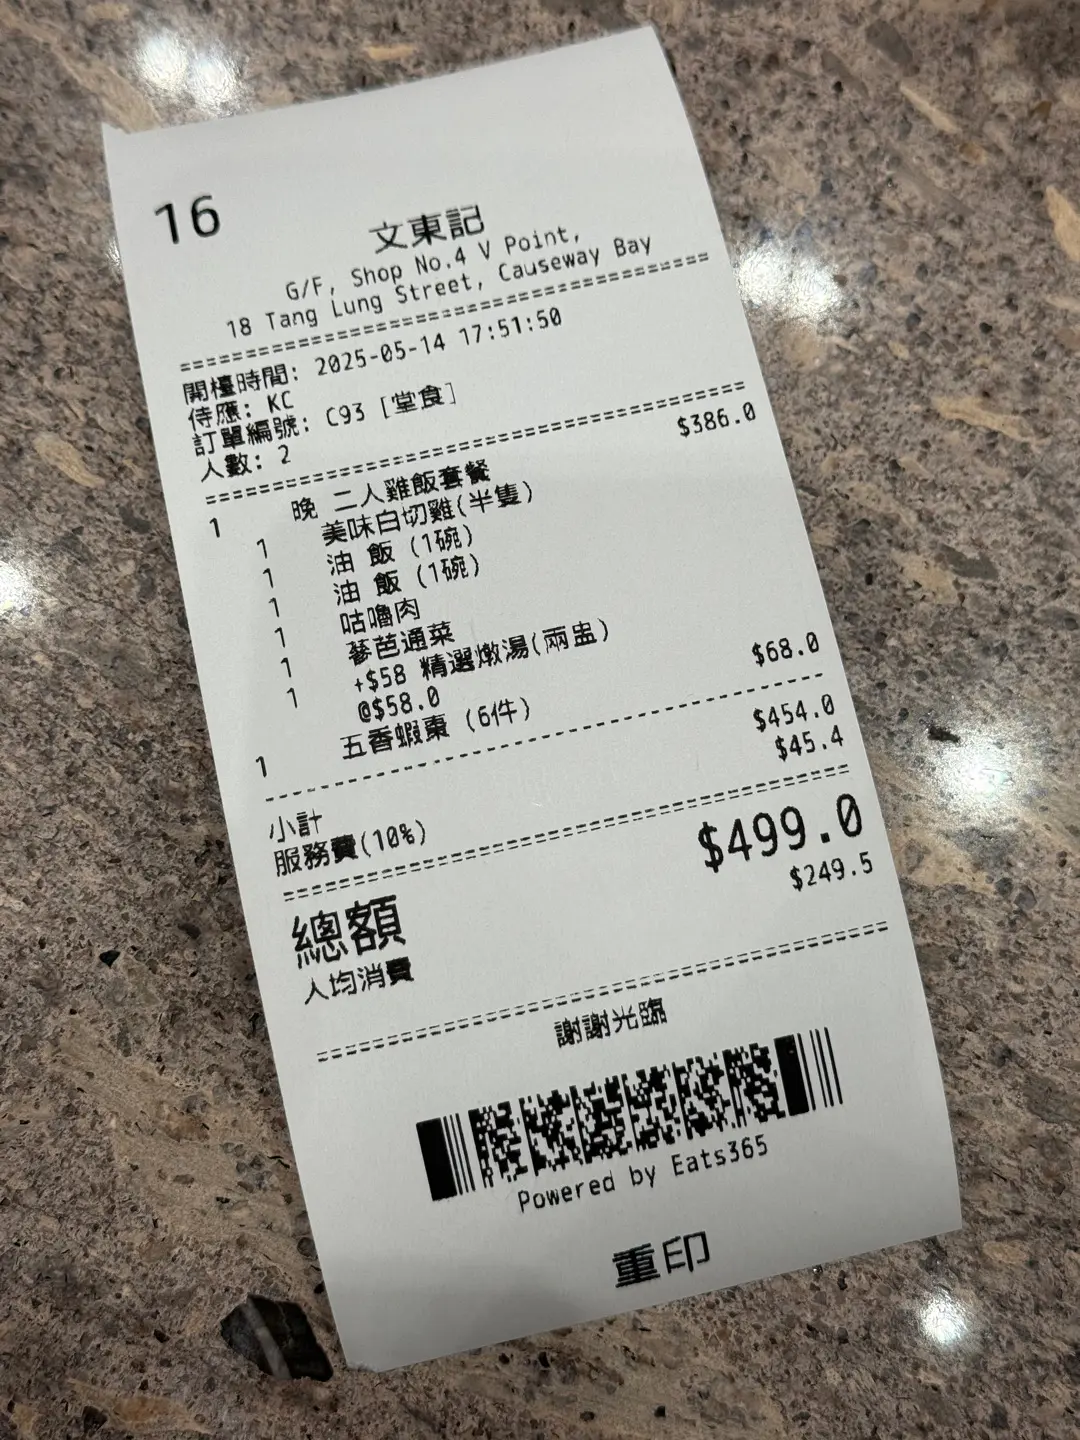 16
文東記
G/F, Shop No.4 V Point,
18 Tang Lung Street, Causeway Bay
開檯時間: 2025-05-14 17:51:50
侍應: KC
訂單編號: C93 [堂食]
人數: 2
1 晚 二人雞飯套餐 $386.0
1 美味白切雞(半隻)
1 油 飯 (1碗)
1 油 飯 (1碗)
1 咕嚕肉
1 蔘芭通菜
1 +$58 精選燉湯(兩盅)
@$58.0
1 五香蝦棗 (6件) $68.0
小計 $454.0
服務費(10%) $45.4
總額 $499.0
人均消費 $249.5
謝謝光臨
Powered by Eats365
重印